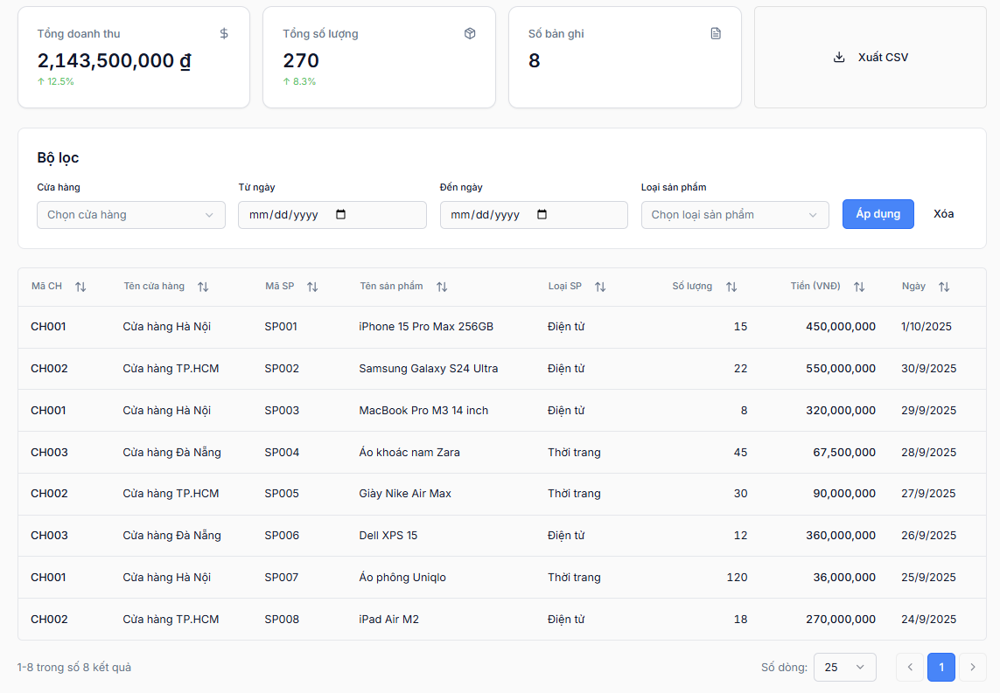 Tổng doanh thu
2,143,500,000 ₫
↑ 12.5%
Tổng số lượng
270
↑ 8.3%
Số bản ghi
8
Xuất CSV
Bộ lọc
Cửa hàng Từ ngày Đến ngày Loại sản phẩm
Chọn cửa hàng mm/dd/yyyy mm/dd/yyyy Chọn loại sản phẩm Áp dụng Xóa
Mã CH Tên cửa hàng Mã SP Tên sản phẩm Loại SP Số lượng Tiền (VNĐ) Ngày
CH001 Cửa hàng Hà Nội SP001 iPhone 15 Pro Max 256GB Điện tử 15 450,000,000 1/10/2025
CH002 Cửa hàng TP.HCM SP002 Samsung Galaxy S24 Ultra Điện tử 22 550,000,000 30/9/2025
CH001 Cửa hàng Hà Nội SP003 MacBook Pro M3 14 inch Điện tử 8 320,000,000 29/9/2025
CH003 Cửa hàng Đà Nẵng SP004 Áo khoác nam Zara Thời trang 45 67,500,000 28/9/2025
CH002 Cửa hàng TP.HCM SP005 Giày Nike Air Max Thời trang 30 90,000,000 27/9/2025
CH003 Cửa hàng Đà Nẵng SP006 Dell XPS 15 Điện tử 12 360,000,000 26/9/2025
CH001 Cửa hàng Hà Nội SP007 Áo phông Uniqlo Thời trang 120 36,000,000 25/9/2025
CH002 Cửa hàng TP.HCM SP008 iPad Air M2 Điện tử 18 270,000,000 24/9/2025
1-8 trong số 8 kết quả Số dòng: 25 1